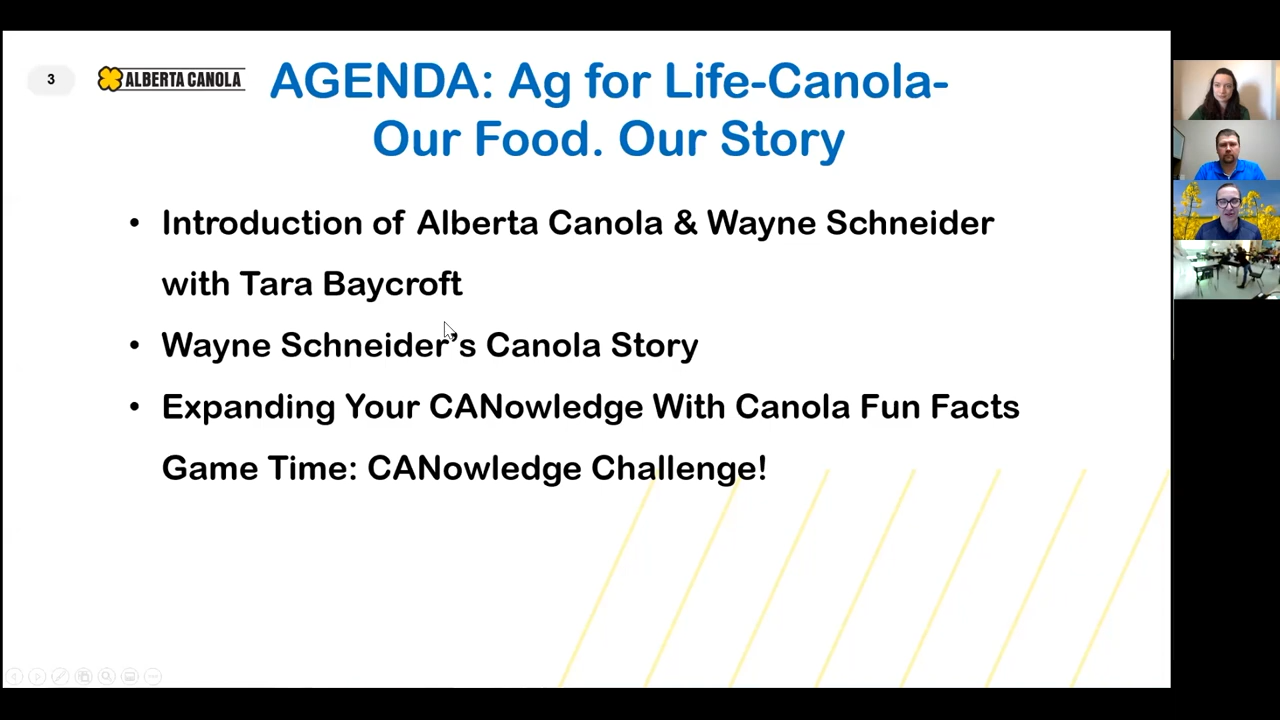 3
ALBERTA CANOLA
AGENDA: Ag for Life-Canola-
Our Food. Our Story
• Introduction of Alberta Canola & Wayne Schneider
with Tara Baycroft
• Wayne Schneider's Canola Story
• Expanding Your CANowledge With Canola Fun Facts
Game Time: CANowledge Challenge!